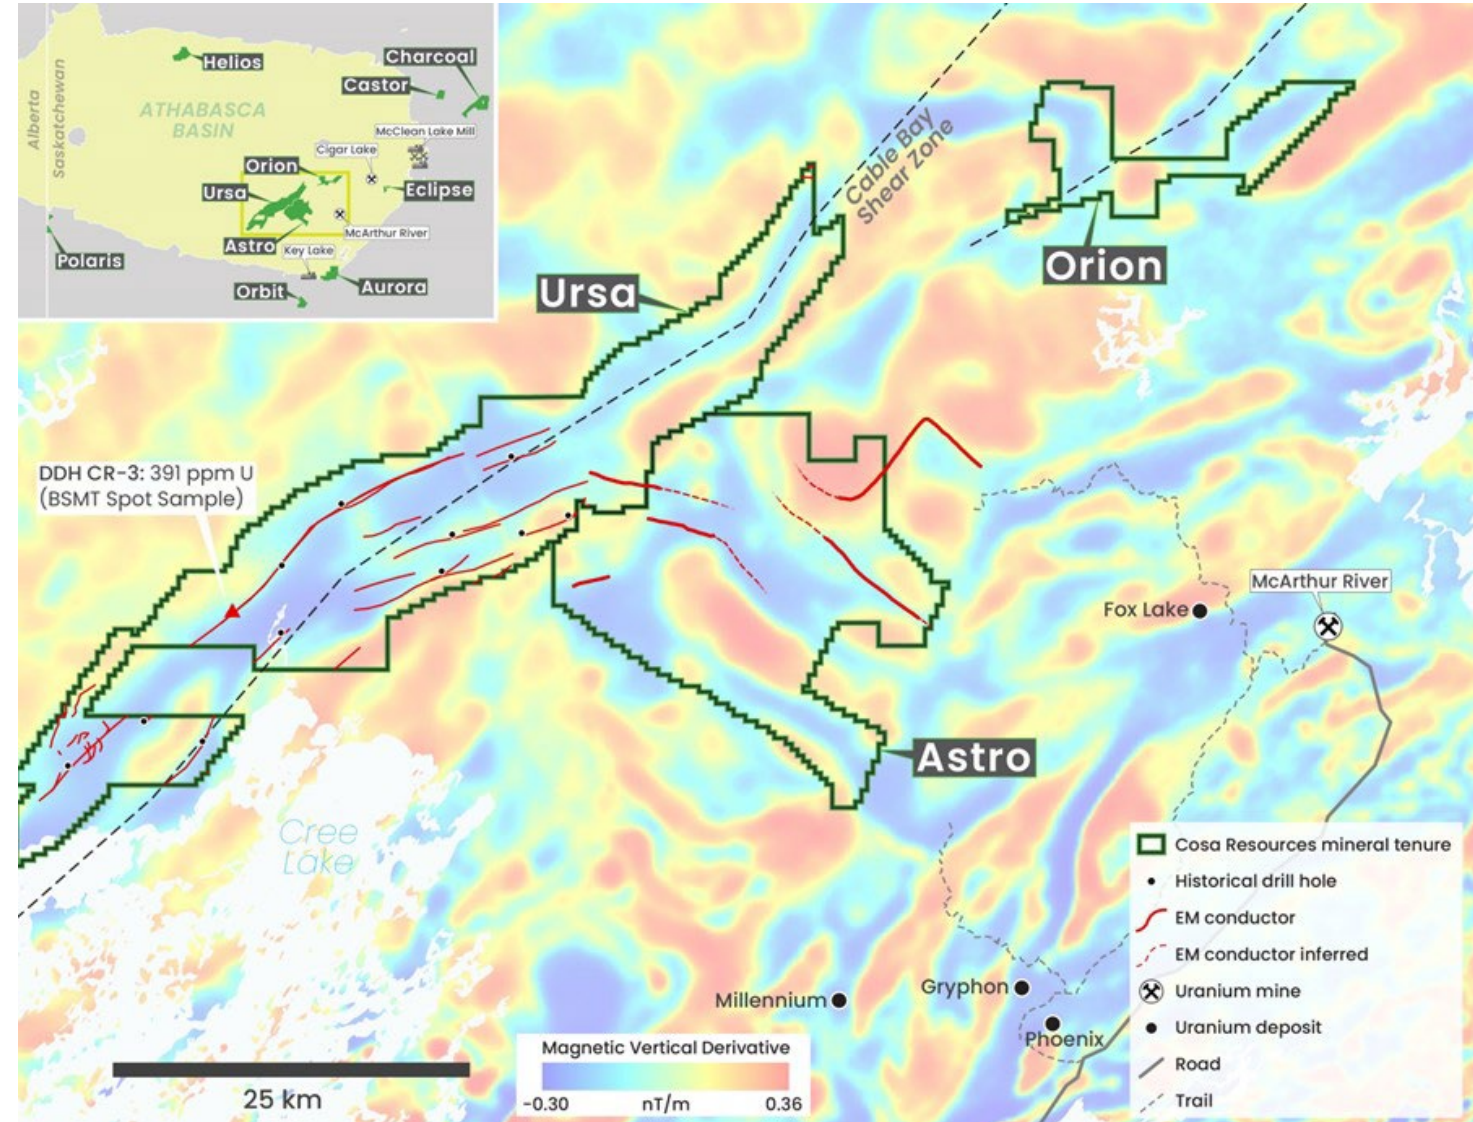 Alberta
Saskatchewan
Helios
Charcoal
Castor
ATHABASCA
BASIN
McClean Lake Mill
Cigar Lake
Orion
Ursa
Eclipse
Astro
McArthur River
Key Lake
Polaris
Aurora
Orbit
Cable Bay
Shear Zone
Orion
Ursa
DDH CR-3: 391 ppm U
(BSMT Spot Sample)
McArthur River
Fox Lake
Astro
Cree
Lake
Millennium
Gryphon
Phoenix
Cosa Resources mineral tenure
Historical drill hole
EM conductor
EM conductor inferred
Uranium mine
Uranium deposit
Road
Trail
Magnetic Vertical Derivative
-0.30 nT/m 0.36
25 km